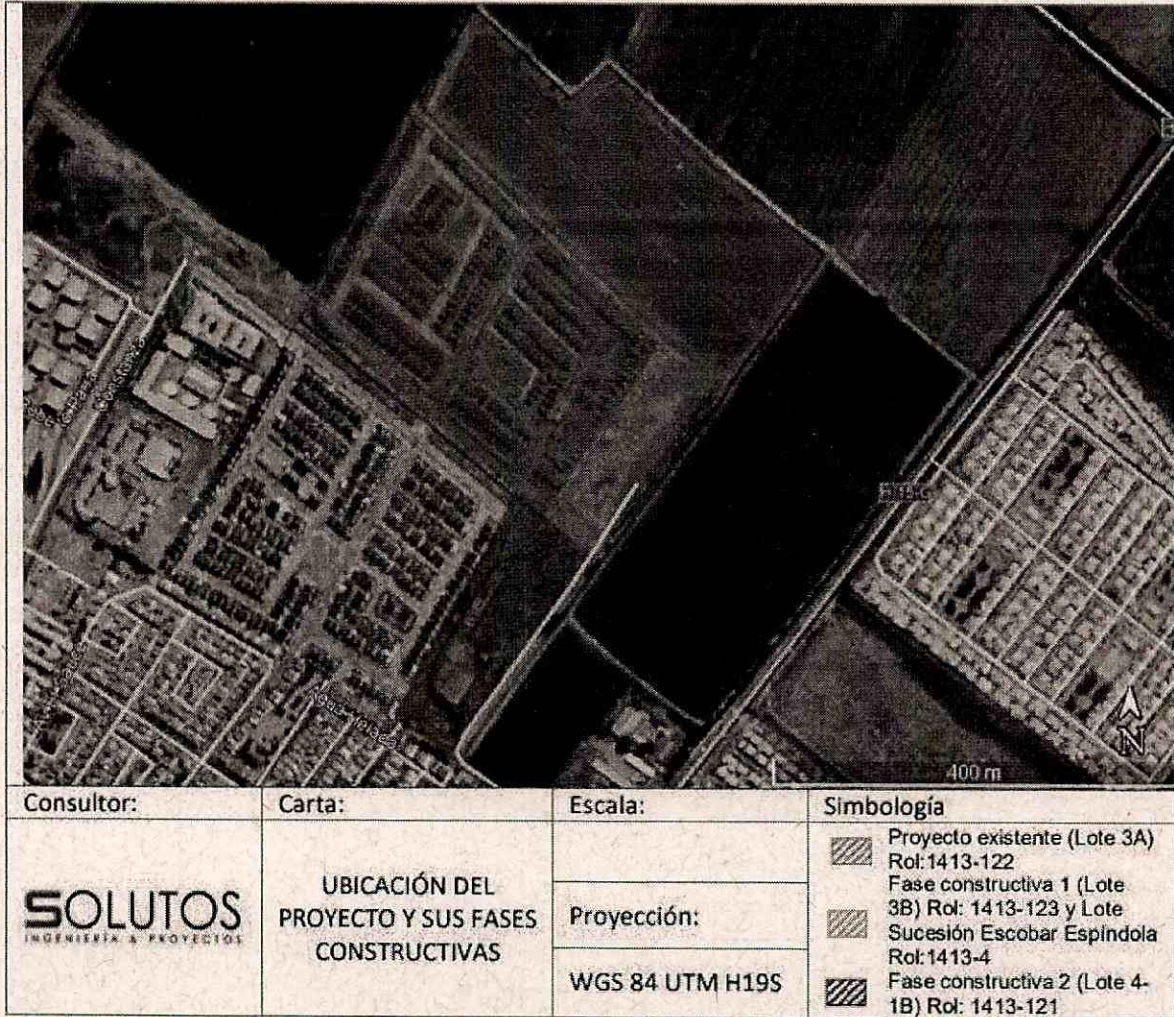 400 m
N
Consultor:
SOLUTOS
INGENIERÍA & PROYECTOS
Carta:
UBICACIÓN DEL
PROYECTO Y SUS FASES
CONSTRUCTIVAS
Escala:
Proyección:
WGS 84 UTM H19S
Simbología
Proyecto existente (Lote 3A)
Rol:1413-122
Fase constructiva 1 (Lote
3B) Rol: 1413-123 y Lote
Sucesión Escobar Espíndola
Rol:1413-4
Fase constructiva 2 (Lote 4-
1B) Rol: 1413-121